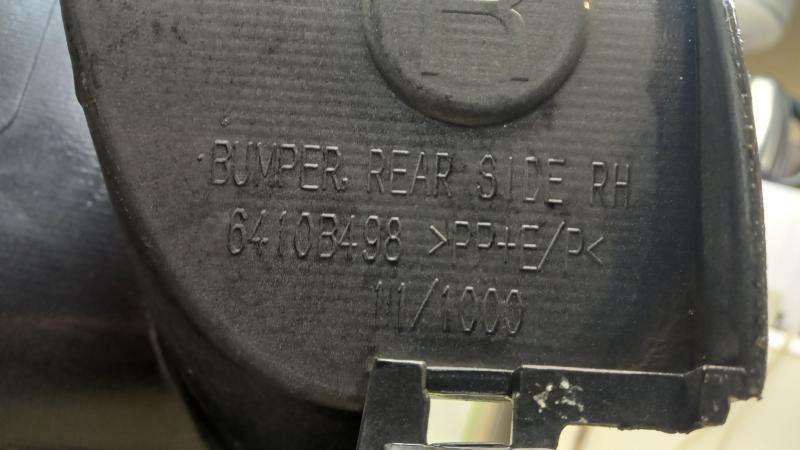 R
BUMPER, REAR SIDE RH
6410B498 >PP+E/P<
111/1000